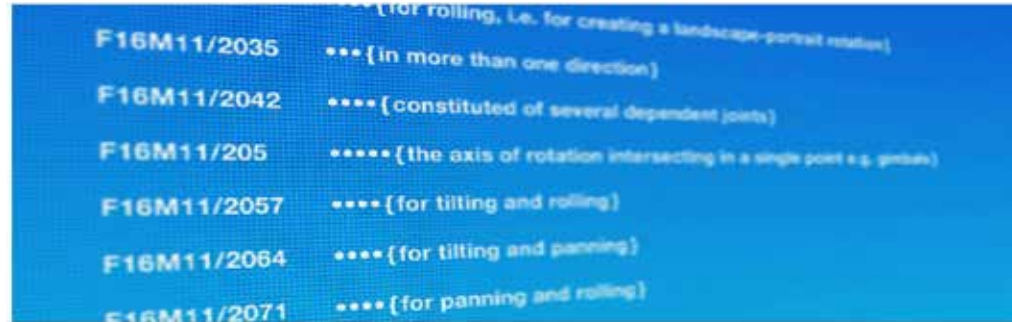 ••••{for rolling, i.e. for creating a landscape-portrait rotation}
F16M11/2035 •••{in more than one direction}
F16M11/2042 ••••{constituted of several dependent joints}
F16M11/205 •••••{the axis of rotation intersecting in a single point e.g. gimbals}
F16M11/2057 ••••{for tilting and rolling}
F16M11/2064 ••••{for tilting and panning}
F16M11/2071 ••••{for panning and rolling}